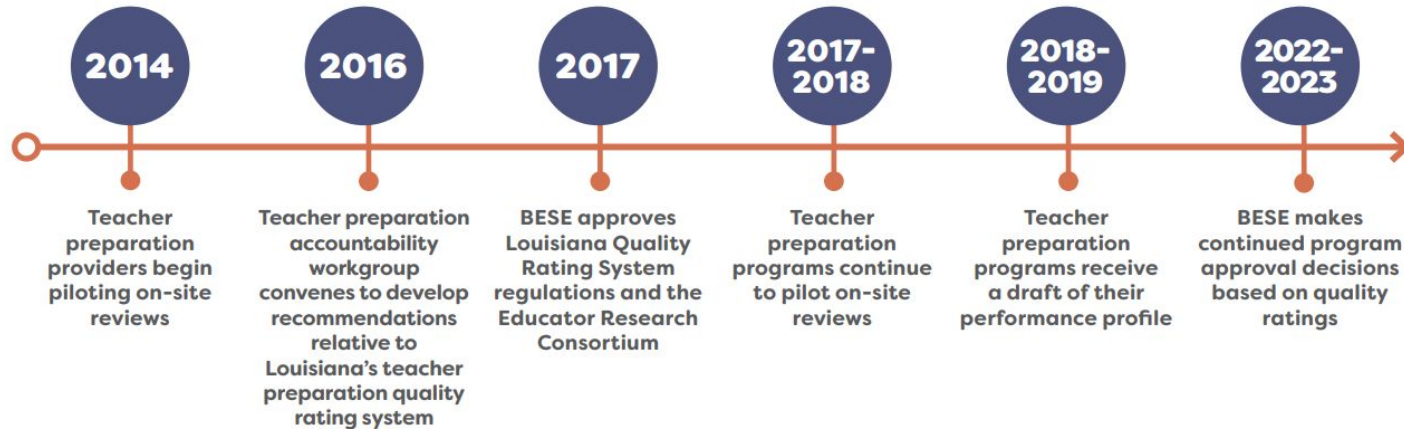 2014
Teacher
preparation
providers begin
piloting on-site
reviews
2016
Teacher preparation
accountability
workgroup
convenes to develop
recommendations
relative to
Louisiana's teacher
preparation quality
rating system
2017
BESE approves
Louisiana Quality
Rating System
regulations and the
Educator Research
Consortium
2017-
2018
Teacher
preparation
programs continue
to pilot on-site
reviews
2018-
2019
Teacher
preparation
programs receive
a draft of their
performance profile
2022-
2023
BESE makes
continued program
approval decisions
based on quality
ratings